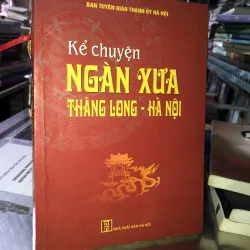 BAN TUYÊN GIÁO THÀNH ỦY HÀ NỘI
Kể chuyện
NGÀN XƯA
THĂNG LONG - HÀ NỘI
NHÀ XUẤT BẢN HÀ NỘI